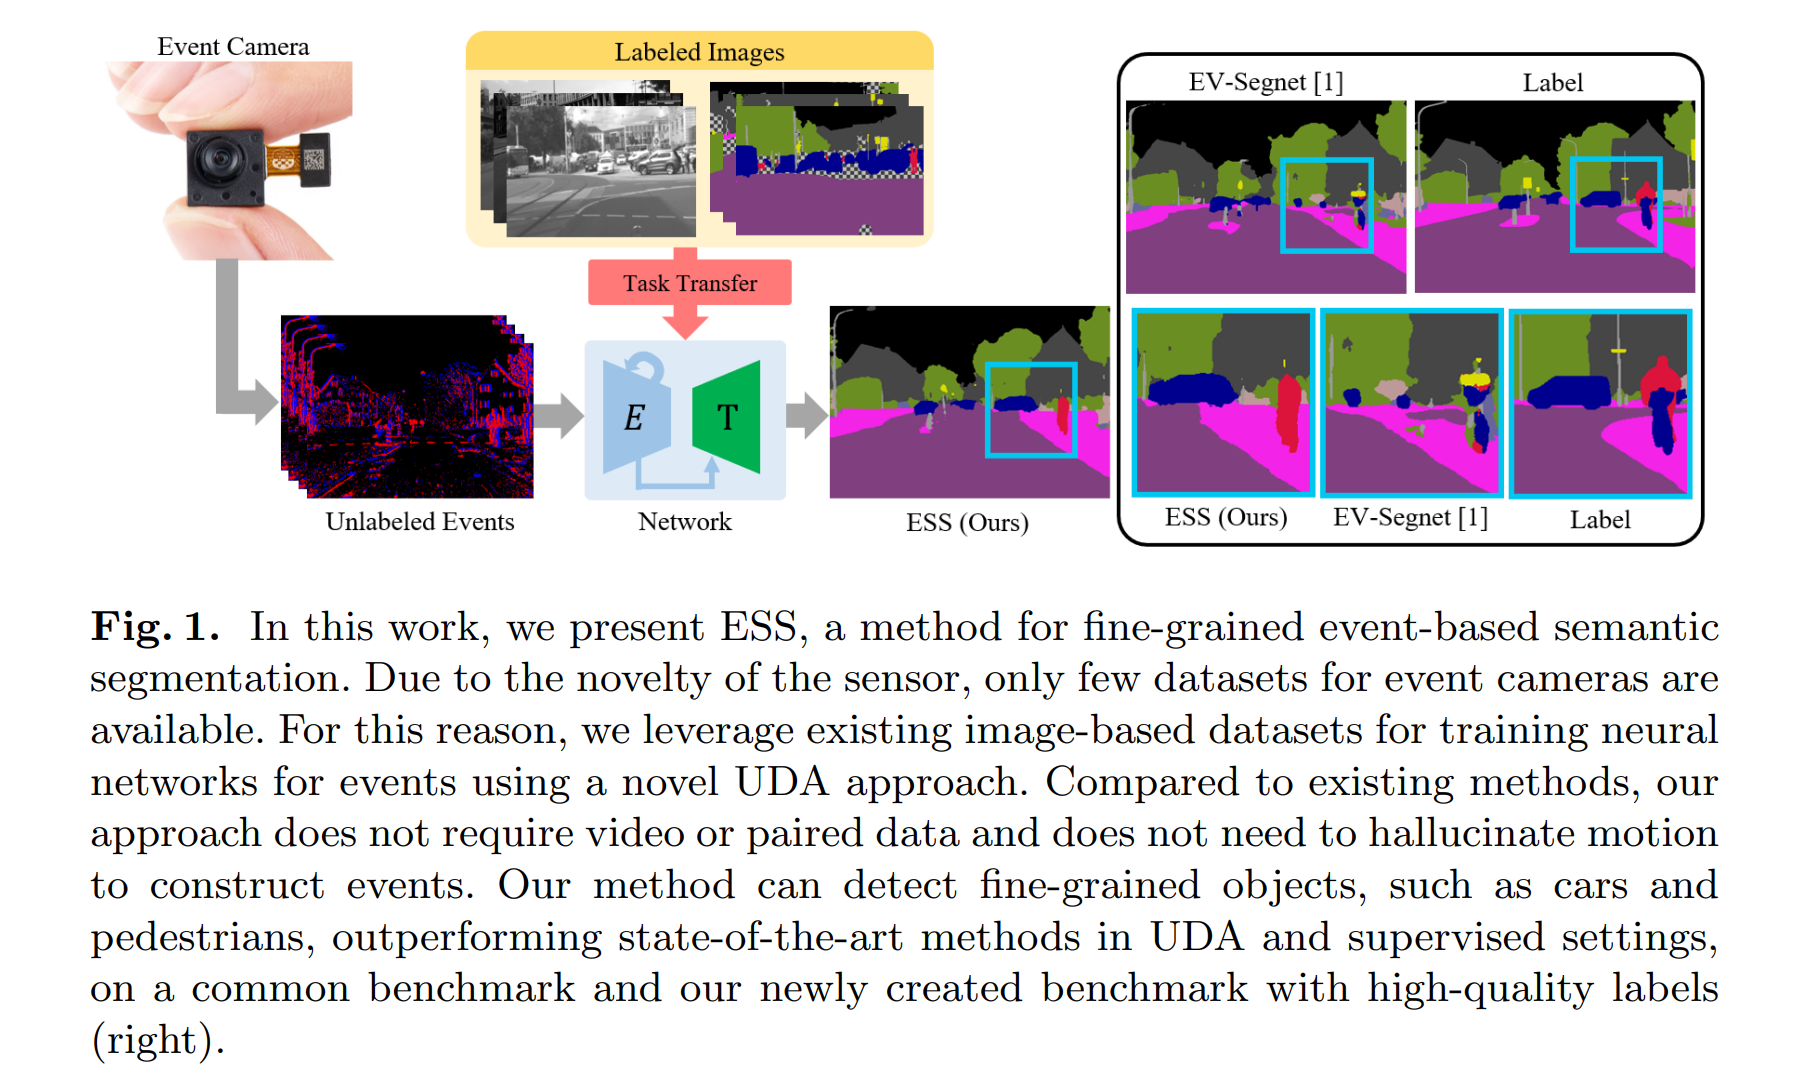 Event Camera
Labeled Images
EV-Segnet [1]
Label
Task Transfer
E
T
Unlabeled Events
Network
ESS (Ours)
ESS (Ours)
EV-Segnet [1]
Label
Fig. 1. In this work, we present ESS, a method for fine-grained event-based semantic
segmentation. Due to the novelty of the sensor, only few datasets for event cameras are
available. For this reason, we leverage existing image-based datasets for training neural
networks for events using a novel UDA approach. Compared to existing methods, our
approach does not require video or paired data and does not need to hallucinate motion
to construct events. Our method can detect fine-grained objects, such as cars and
pedestrians, outperforming state-of-the-art methods in UDA and supervised settings,
on a common benchmark and our newly created benchmark with high-quality labels
(right).